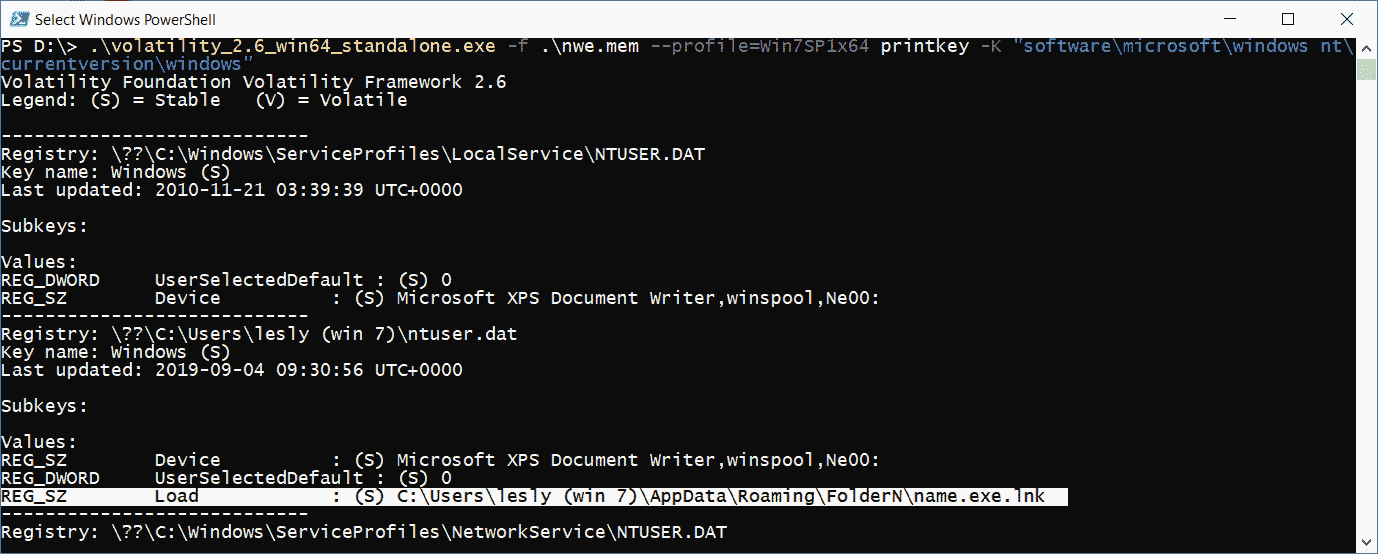 Select Windows PowerShell
PS D:\> .\volatility_2.6_win64_standalone.exe -f .\nwe.mem --profile=Win7SP1x64 printkey -K "software\microsoft\windows nt\
currentversion\windows"
Volatility Foundation Volatility Framework 2.6
Legend: (S) = Stable   (V) = Volatile
----------------------------
Registry: \??\C:\Windows\ServiceProfiles\LocalService\NTUSER.DAT
Key name: Windows (S)
Last updated: 2010-11-21 03:39:39 UTC+0000
Subkeys:
Values:
REG_DWORD     UserSelectedDefault : (S) 0
REG_SZ        Device          : (S) Microsoft XPS Document Writer,winspool,Ne00:
----------------------------
Registry: \??\C:\Users\lesly (win 7)\ntuser.dat
Key name: Windows (S)
Last updated: 2019-09-04 09:30:56 UTC+0000
Subkeys:
Values:
REG_SZ        Device          : (S) Microsoft XPS Document Writer,winspool,Ne00:
REG_DWORD     UserSelectedDefault : (S) 0
REG_SZ        Load            : (S) C:\Users\lesly (win 7)\AppData\Roaming\FolderN\name.exe.lnk
----------------------------
Registry: \??\C:\Windows\ServiceProfiles\NetworkService\NTUSER.DAT